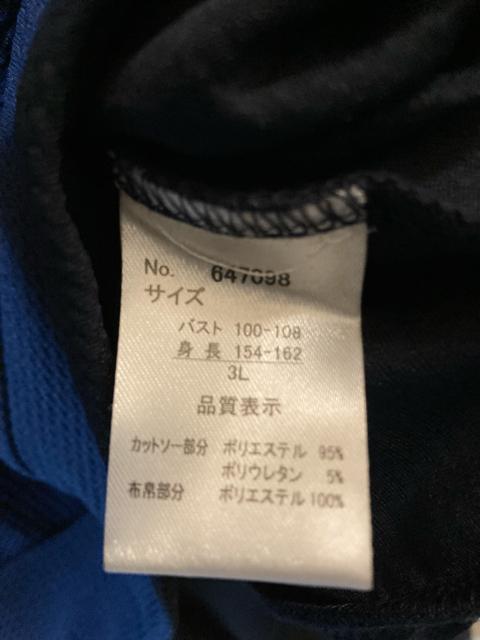 No. 647098
サイズ
バスト 100-108
身長 154-162
3L
品質表示
カットソー部分 ポリエステル 95%
ポリウレタン 5%
布帛部分 ポリエステル 100%